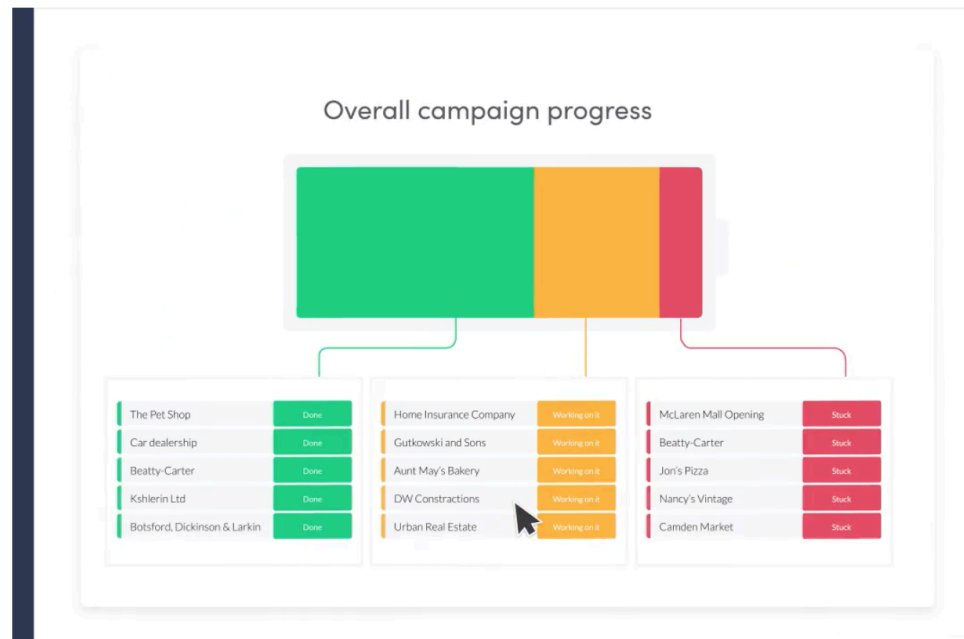 Overall campaign progress
The Pet Shop Done
Car dealership Done
Beatty-Carter Done
Kshlerin Ltd Done
Botsford, Dickinson & Larkin Done
Home Insurance Company Working on it
Gutkowski and Sons Working on it
Aunt May's Bakery Working on it
DW Constractions Working on it
Urban Real Estate Working on it
McLaren Mall Opening Stuck
Beatty-Carter Stuck
Jon's Pizza Stuck
Nancy's Vintage Stuck
Camden Market Stuck